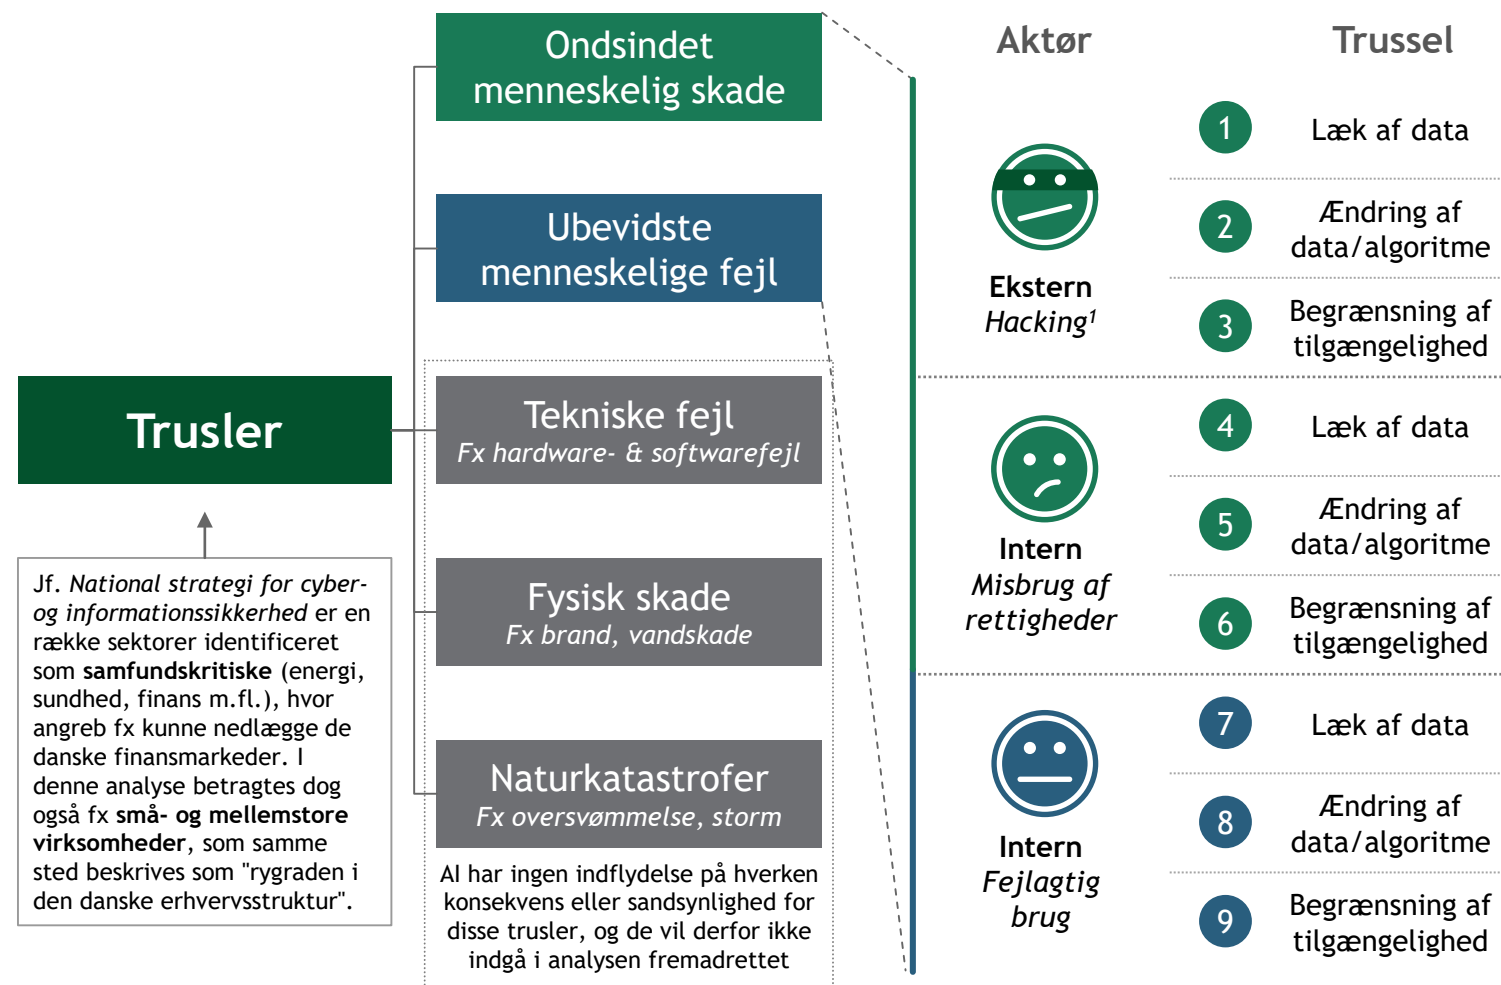 Trusler
Jf. National strategi for cyber-
og informationssikkerhed er en
række sektorer identificeret
som samfundskritiske (energi,
sundhed, finans m.fl.), hvor
angreb fx kunne nedlægge de
danske finansmarkeder. I
denne analyse betragtes dog
også fx små- og mellemstore
virksomheder, som samme
sted beskrives som "rygraden i
den danske erhvervsstruktur".
Ondsindet
menneskelig skade
Ubevidste
menneskelige fejl
Tekniske fejl
Fx hardware- & softwarefejl
Fysisk skade
Fx brand, vandskade
Naturkatastrofer
Fx oversvømmelse, storm
AI har ingen indflydelse på hverken
konsekvens eller sandsynlighed for
disse trusler, og de vil derfor ikke
indgå i analysen fremadrettet
Aktør
Trussel
Ekstern
Hacking¹
1
Læk af data
2
Ændring af
data/algoritme
3
Begrænsning af
tilgængelighed
Intern
Misbrug af
rettigheder
4
Læk af data
5
Ændring af
data/algoritme
6
Begrænsning af
tilgængelighed
Intern
Fejlagtig
brug
7
Læk af data
8
Ændring af
data/algoritme
9
Begrænsning af
tilgængelighed